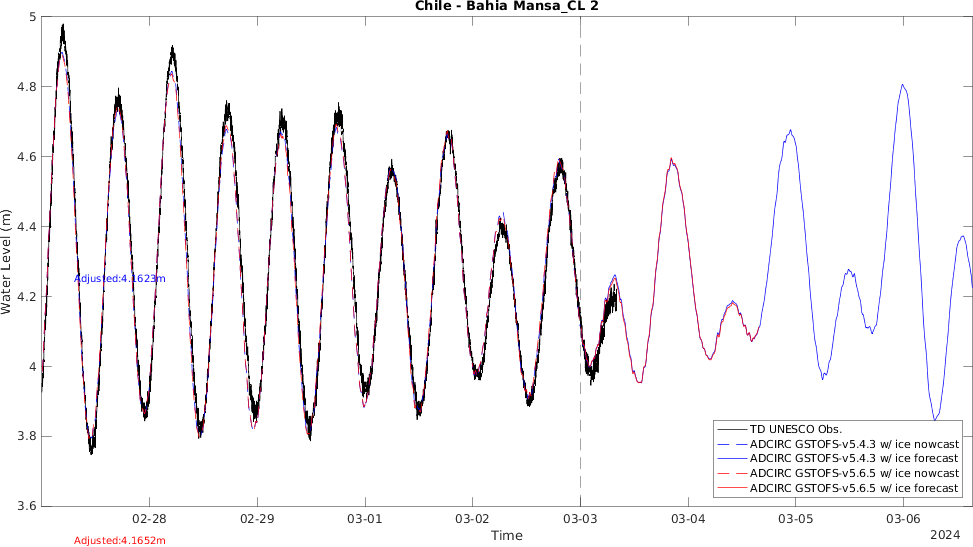 Chile - Bahia Mansa_CL 2
5
4.8
4.6
4.4
4.2
4
3.8
3.6
Water Level (m)
Adjusted:4.1623m
TD UNESCO Obs.
ADCIRC GSTOFS-v5.4.3 w/ ice nowcast
ADCIRC GSTOFS-v5.4.3 w/ ice forecast
ADCIRC GSTOFS-v5.6.5 w/ ice nowcast
ADCIRC GSTOFS-v5.6.5 w/ ice forecast
02-28 02-29 03-01 03-02 03-03 03-04 03-05 03-06
Time
2024
Adjusted:4.1652m